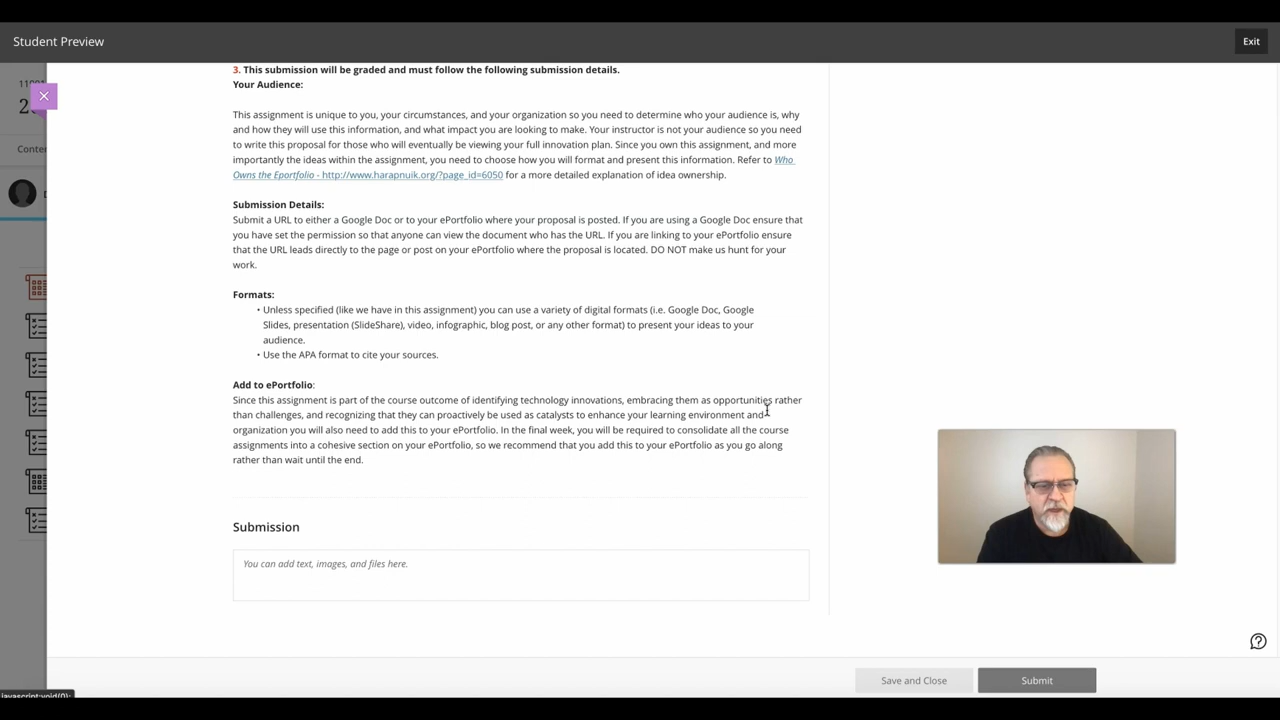 Student Preview
Exit
3. This submission will be graded and must follow the following submission details.
Your Audience:
This assignment is unique to you, your circumstances, and your organization so you need to determine who your audience is, why
and how they will use this information, and what impact you are looking to make. Your instructor is not your audience so you need
to write this proposal for those who will eventually be viewing your full innovation plan. Since you own this assignment, and more
importantly the ideas within the assignment, you need to choose how you will format and present this information. Refer to Who
Owns the Eportfolio - http://www.harapnuik.org/?page_id=6050 for a more detailed explanation of idea ownership.
Submission Details:
Submit a URL to either a Google Doc or to your ePortfolio where your proposal is posted. If you are using a Google Doc ensure that
you have set the permission so that anyone can view the document who has the URL. If you are linking to your ePortfolio ensure
that the URL leads directly to the page or post on your ePortfolio where the proposal is located. DO NOT make us hunt for your
work.
Formats:
• Unless specified (like we have in this assignment) you can use a variety of digital formats (i.e. Google Doc, Google
Slides, presentation (SlideShare), video, infographic, blog post, or any other format) to present your ideas to your
audience.
• Use the APA format to cite your sources.
Add to ePortfolio:
Since this assignment is part of the course outcome of identifying technology innovations, embracing them as opportunities rather
than challenges, and recognizing that they can proactively be used as catalysts to enhance your learning environment and
organization you will also need to add this to your ePortfolio. In the final week, you will be required to consolidate all the course
assignments into a cohesive section on your ePortfolio, so we recommend that you add this to your ePortfolio as you go along
rather than wait until the end.
Submission
You can add text, images, and files here.
Save and Close
Submit
javascript:void(0);